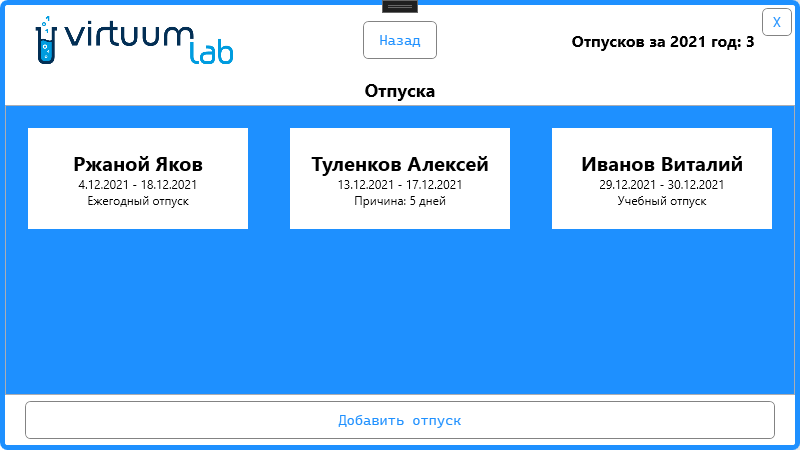 virtuum
lab
Назад
Отпусков за 2021 год: 3
X
Отпуска
Ржаной Яков
4.12.2021 - 18.12.2021
Ежегодный отпуск
Туленков Алексей
13.12.2021 - 17.12.2021
Причина: 5 дней
Иванов Виталий
29.12.2021 - 30.12.2021
Учебный отпуск
Добавить отпуск